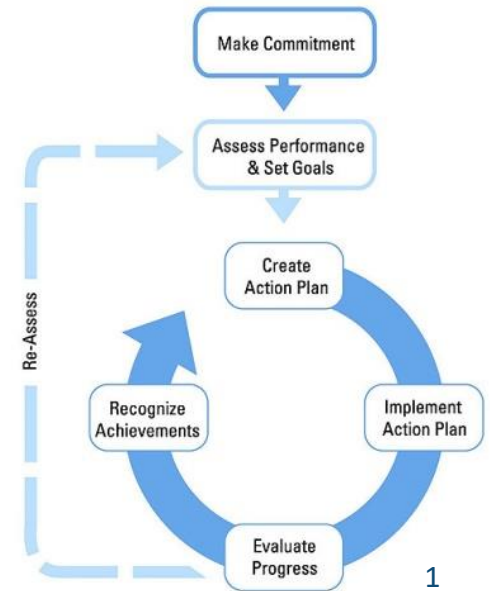 Make Commitment
Assess Performance
& Set Goals
Create
Action Plan
Re-Assess
Recognize
Achievements
Implement
Action Plan
Evaluate
Progress
1